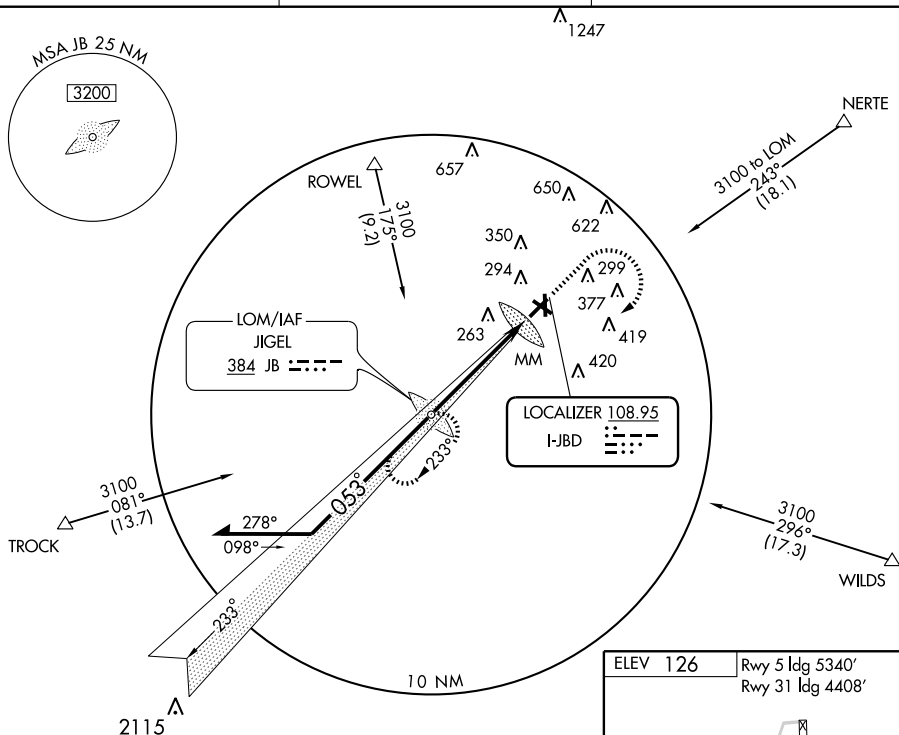 1247
MSA JB 25 NM
3200
NERTE
3100 to LOM
243°
(18.1)
ROWEL
3100
175°
(9.2)
657
650
622
350
294
299
377
263
419
MM
420
LOM/IAF
JIGEL
384 JB
LOCALIZER 108.95
I-JBD
233°
053°
3100
081°
(13.7)
TROCK
278°
098°
3100
296°
(17.3)
WILDS
233°
10 NM
2115
ELEV 126
Rwy 5 ldg 5340'
Rwy 31 ldg 4408'